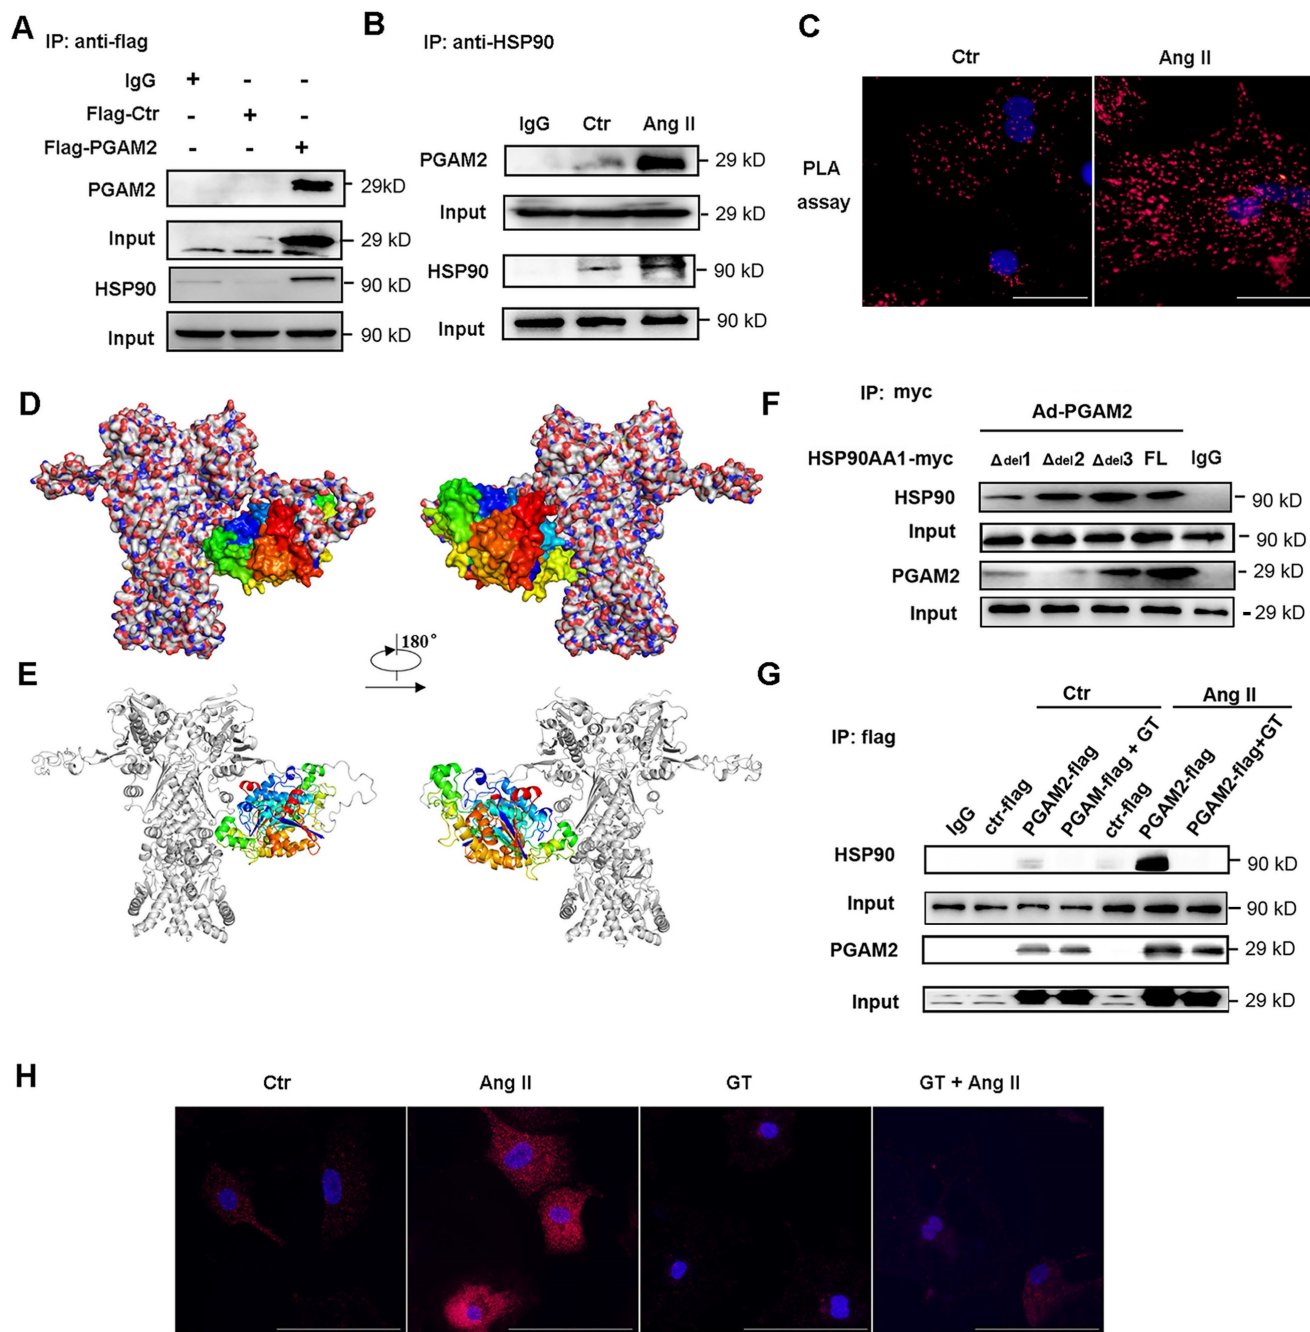 A
IP: anti-flag
IgG + - -
Flag-Ctr - + -
Flag-PGAM2 - - +
PGAM2 29kD
Input 29 kD
HSP90 90 kD
Input 90 kD
B
IP: anti-HSP90
IgG Ctr Ang II
PGAM2 29 kD
Input 29 kD
HSP90 90 kD
Input 90 kD
C
Ctr Ang II
PLA
assay
D
180°
E
F
IP: myc
Ad-PGAM2
HSP90AA1-myc Δdel1 Δdel2 Δdel3 FL IgG
HSP90 90 kD
Input 90 kD
PGAM2 29 kD
Input 29 kD
G
Ctr Ang II
IP: flag
IgG ctr-flag PGAM2-flag PGAM-flag + GT ctr-flag PGAM2-flag PGAM2-flag+GT
HSP90 90 kD
Input 90 kD
PGAM2 29 kD
Input 29 kD
H
Ctr Ang II GT GT + Ang II